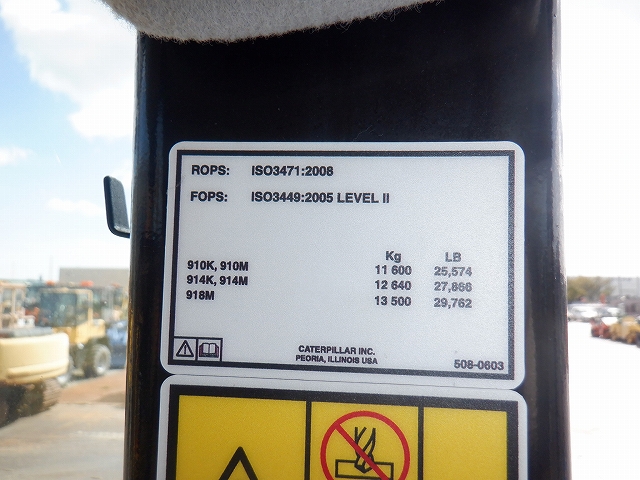 ROPS: ISO3471:2008
FOPS: ISO3449:2005 LEVEL II
Kg LB
910K, 910M 11 600 25,574
914K, 914M 12 640 27,866
918M 13 500 29,762
CATERPILLAR INC.
PEORIA, ILLINOIS USA
508-0603